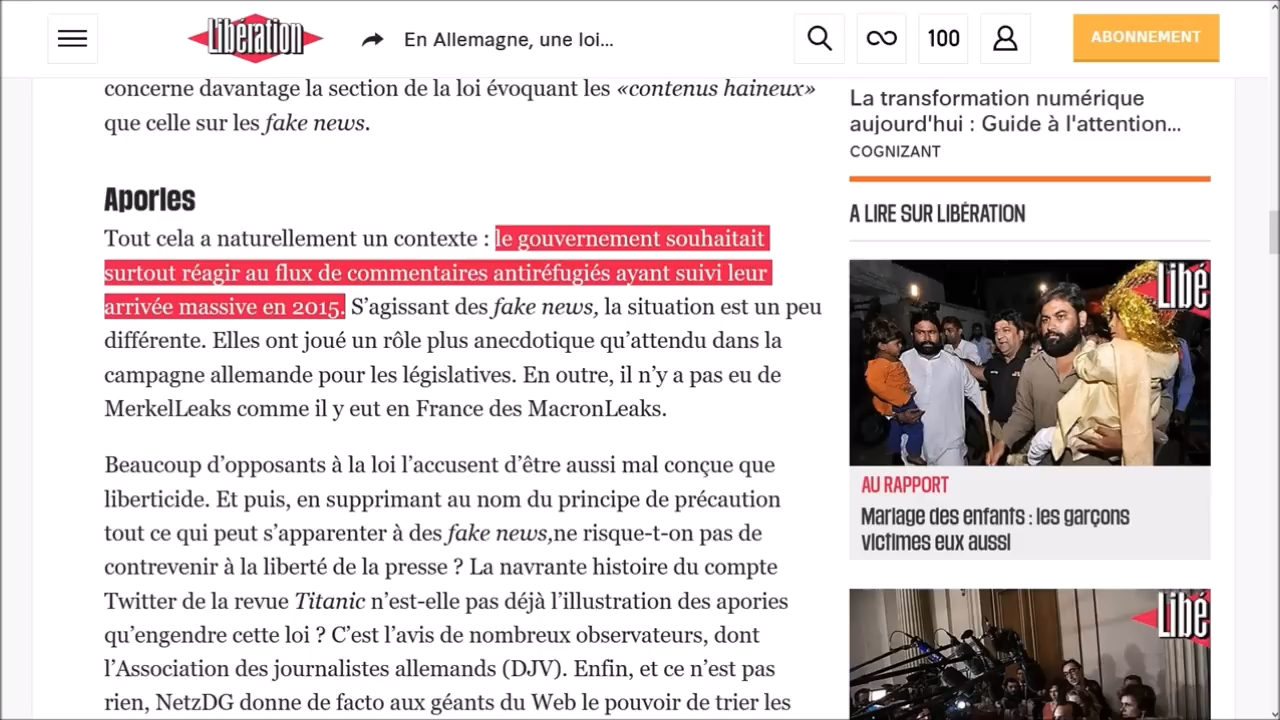 Libération
En Allemagne, une loi...
100
ABONNEMENT
concerne davantage la section de la loi évoquant les «contenus haineux»
que celle sur les fake news.
Apories
Tout cela a naturellement un contexte : le gouvernement souhaitait
surtout réagir au flux de commentaires antiréfugiés ayant suivi leur
arrivée massive en 2015. S’agissant des fake news, la situation est un peu
différente. Elles ont joué un rôle plus anecdotique qu’attendu dans la
campagne allemande pour les législatives. En outre, il n’y a pas eu de
MerkelLeaks comme il y eut en France des MacronLeaks.
Beaucoup d’opposants à la loi l’accusent d’être aussi mal conçue que
liberticide. Et puis, en supprimant au nom du principe de précaution
tout ce qui peut s’apparenter à des fake news,ne risque-t-on pas de
contrevenir à la liberté de la presse ? La navrante histoire du compte
Twitter de la revue Titanic n’est-elle pas déjà l’illustration des apories
qu’engendre cette loi ? C’est l’avis de nombreux observateurs, dont
l’Association des journalistes allemands (DJV). Enfin, et ce n’est pas
rien, NetzDG donne de facto aux géants du Web le pouvoir de trier les
La transformation numérique
aujourd'hui : Guide à l'attention...
COGNIZANT
A LIRE SUR LIBÉRATION
Libé
AU RAPPORT
Mariage des enfants : les garçons
victimes eux aussi
Libé